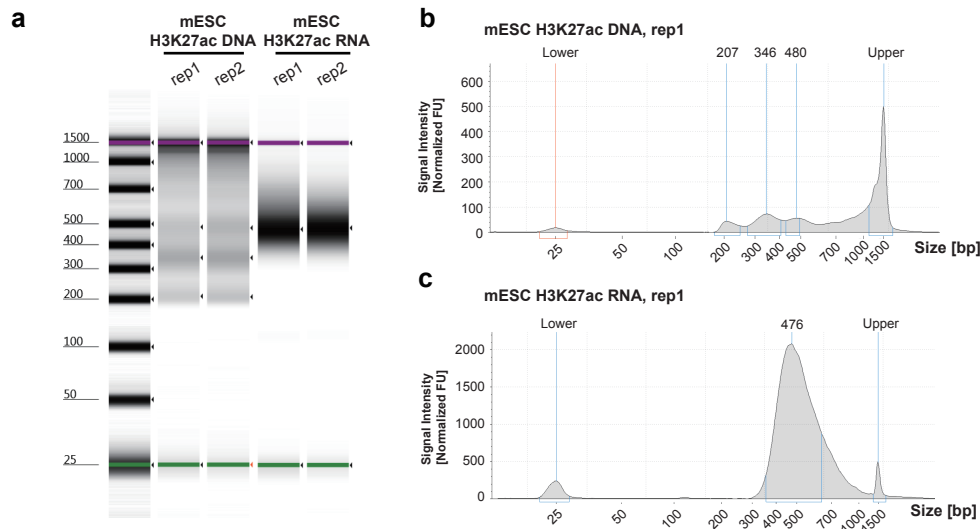 a
mESC
H3K27ac DNA
mESC
H3K27ac RNA
rep1
rep2
rep1
rep2
1500
1000
700
500
400
300
200
100
50
25
b
mESC H3K27ac DNA, rep1
Lower
207
346
480
Upper
Signal Intensity
[Normalized FU]
600
500
400
300
200
100
0
25
50
100
200
300
400
500
700
1000
1500
Size [bp]
c
mESC H3K27ac RNA, rep1
Lower
476
Upper
Signal Intensity
[Normalized FU]
2000
1500
1000
500
0
25
50
100
200
300
400
500
700
1000
1500
Size [bp]